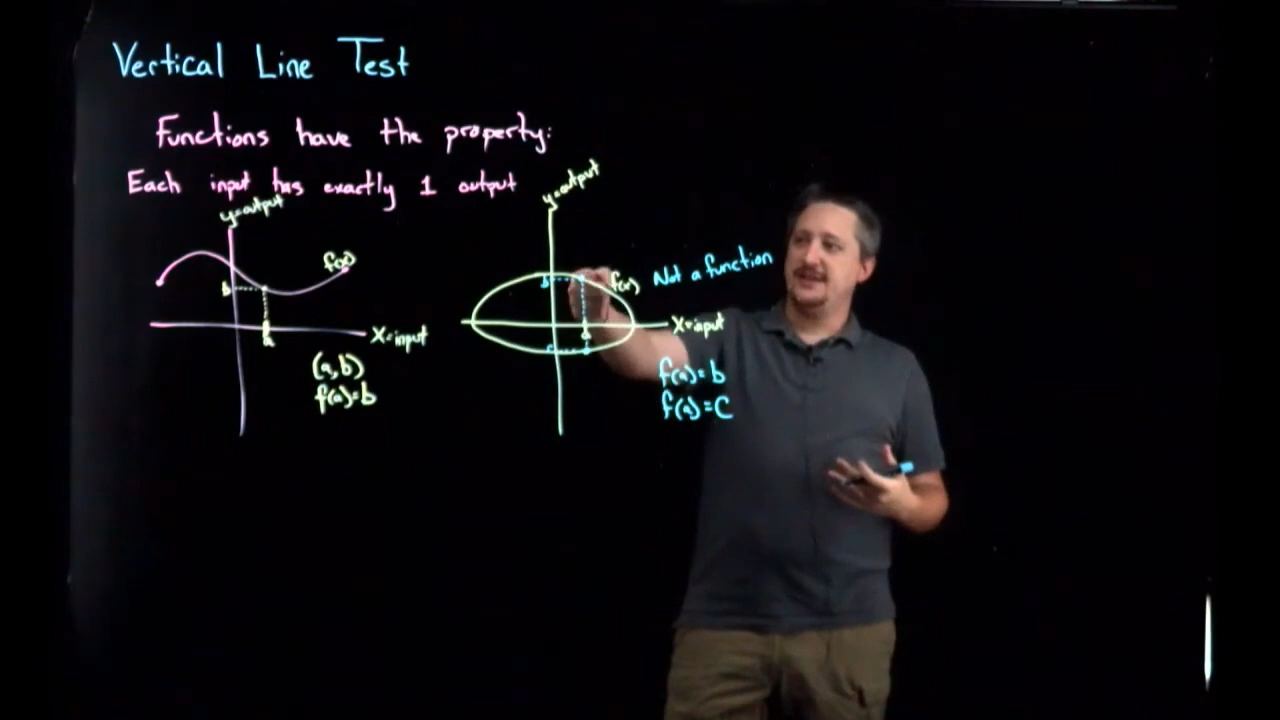 Vertical Line Test
Functions have the property:
Each input has exactly 1 output
y=output
f(x)
b
a
X=input
(a,b)
f(a)=b
y=output
b
f(x)
Not a function
X=input
a
c
f(a)=b
f(a)=C